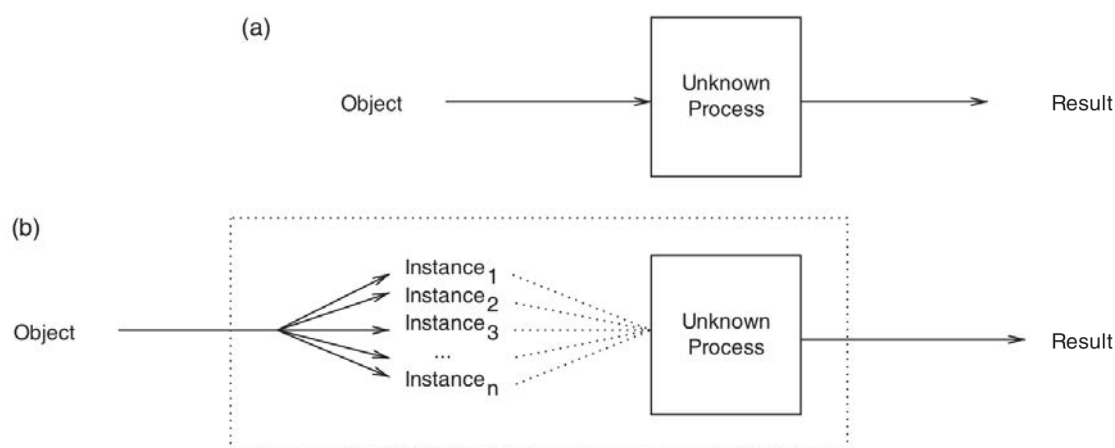 (a)
Object
Unknown
Process
Result
(b)
Object
Instance1
Instance2
Instance3
...
Instancen
Unknown
Process
Result